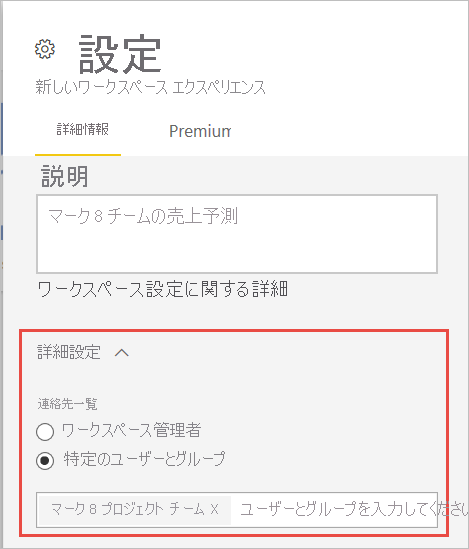 設定
新しいワークスペース エクスペリエンス
詳細情報 Premium
説明
マーク 8 チームの売上予測
ワークスペース設定に関する詳細
詳細設定
連絡先一覧
ワークスペース管理者
特定のユーザーとグループ
マーク 8 プロジェクト チーム X ユーザーとグループを入力してくださ